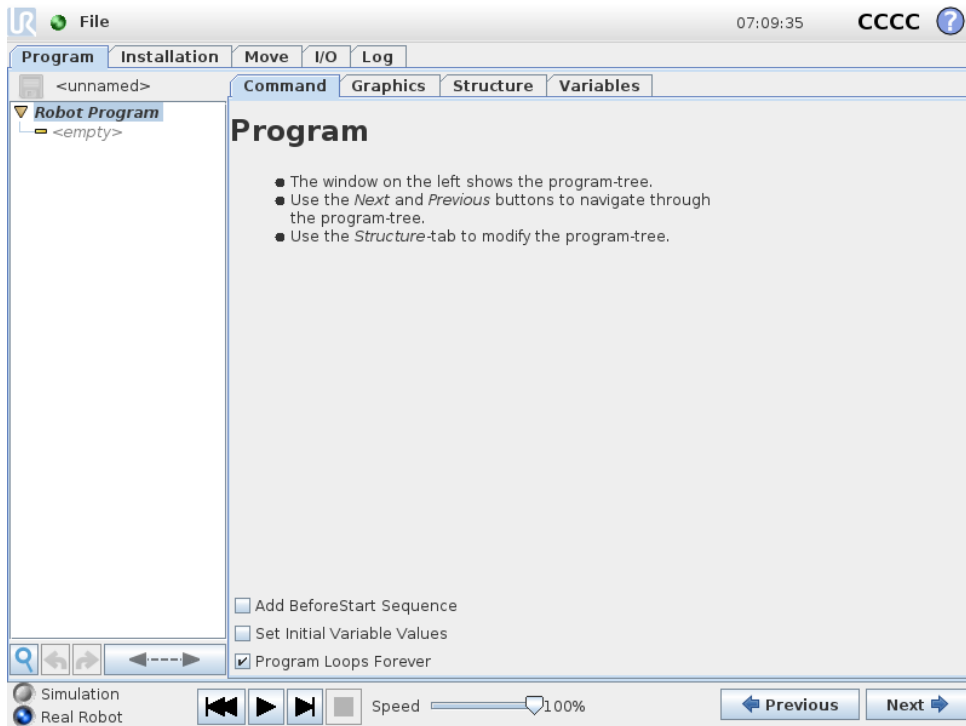 UR File 07:09:35 CCCC ?
Program Installation Move I/O Log
<unnamed> Command Graphics Structure Variables
Robot Program
<empty>
Program
The window on the left shows the program-tree.
Use the Next and Previous buttons to navigate through
the program-tree.
Use the Structure-tab to modify the program-tree.
Add BeforeStart Sequence
Set Initial Variable Values
Program Loops Forever
Simulation
Real Robot
Speed 100%
Previous Next